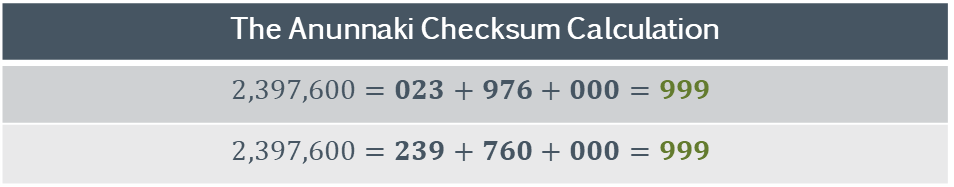 The Anunnaki Checksum Calculation
2,397,600 = 023 + 976 + 000 = 999
2,397,600 = 239 + 760 + 000 = 999